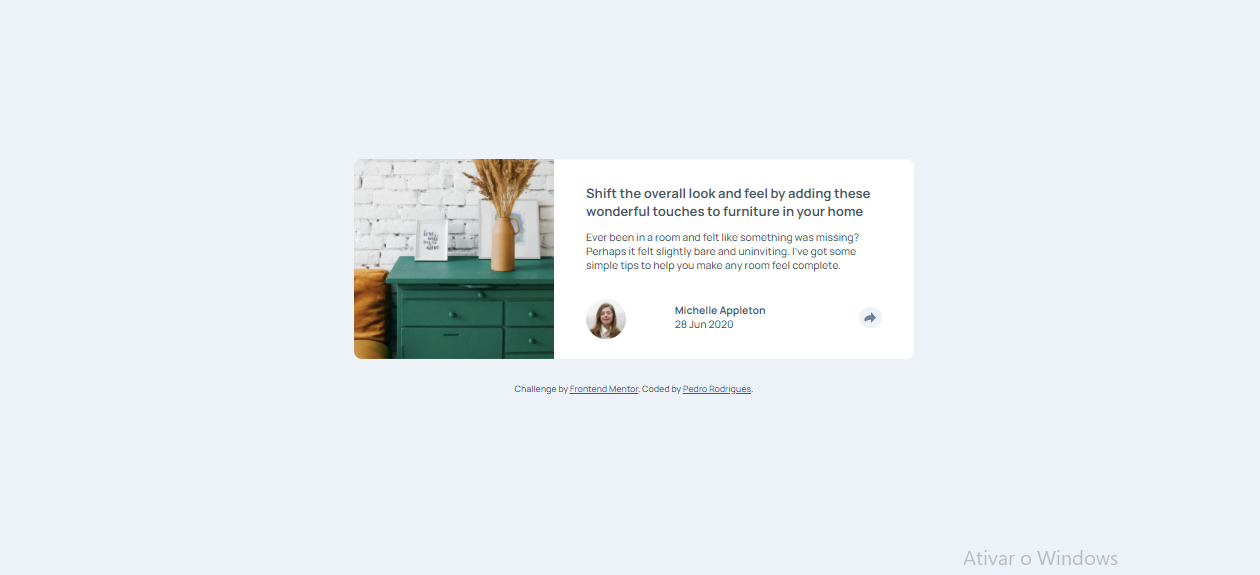 Shift the overall look and feel by adding these
wonderful touches to furniture in your home
Ever been in a room and felt like something was missing?
Perhaps it felt slightly bare and uninviting. I've got some
simple tips to help you make any room feel complete.
Michelle Appleton
28 Jun 2020
Challenge by Frontend Mentor. Coded by Pedro Rodrigues.
Ativar o Windows